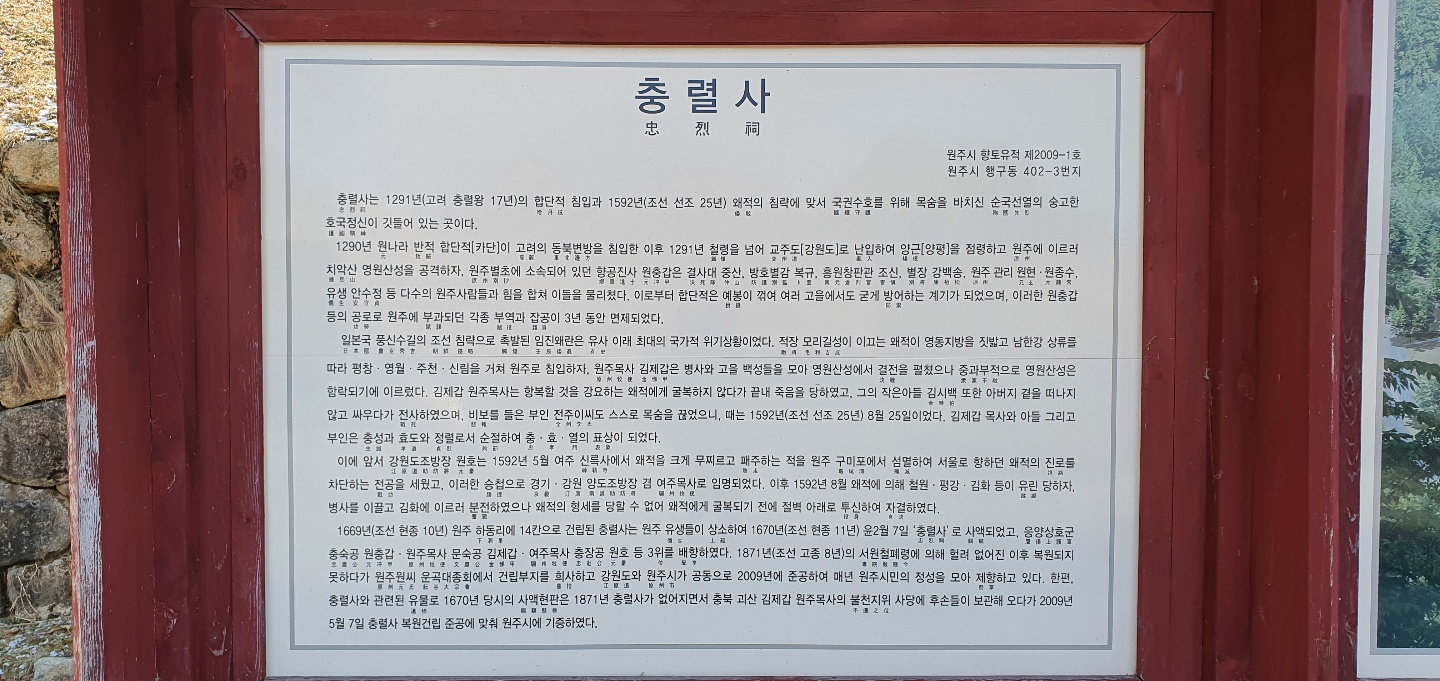 충렬사
忠烈祠
원주시 향토유적 제2009-1호
원주시 행구동 402-3번지
충렬사는 1291년(고려 충렬왕 17년)의 합단적 침입과 1592년(조선 선조 25년) 왜적의 침략에 맞서 국권수호를 위해 목숨을 바치신 순국선열의 숭고한
호국정신이 깃들어 있는 곳이다.
1290년 원나라 반적 합단적[카단]이 고려의 동북변방을 침입한 이후 1291년 철령을 넘어 교주도[강원도]로 난입하여 양근[양평]을 점령하고 원주에 이르러
치악산 영원산성을 공격하자, 원주별초에 소속되어 있던 향공진사 원충갑은 결사대 중산, 방호별감 복규, 흥원창판관 조신, 별장 강백송, 원주 관리 원현·원종수,
유생 안수정 등 다수의 원주사람들과 힘을 합쳐 이들을 물리쳤다. 이로부터 합단적은 예봉이 꺾여 여러 고을에서도 굳게 방어하는 계기가 되었으며, 이러한 원충갑
등의 공로로 원주에 부과되던 각종 부역과 잡공이 3년 동안 면제되었다.
일본국 풍신수길의 조선 침략으로 촉발된 임진왜란은 유사 이래 최대의 국가적 위기상황이었다. 적장 모리길성이 이끄는 왜적이 영동지방을 짓밟고 남한강 상류를
따라 평창·영월·주천·신림을 거쳐 원주로 침입하자, 원주목사 김제갑은 병사와 고을 백성들을 모아 영원산성에서 결전을 펼쳤으나 중과부적으로 영원산성은
함락되기에 이르렀다. 김제갑 원주목사는 항복할 것을 강요하는 왜적에게 굴복하지 않다가 끝내 죽음을 당하였고, 그의 작은아들 김시백 또한 아버지 곁을 떠나지
않고 싸우다가 전사하였으며, 비보를 들은 부인 전주이씨도 스스로 목숨을 끊었으니, 때는 1592년(조선 선조 25년) 8월 25일이었다. 김제갑 목사와 아들 그리고
부인은 충성과 효도와 정렬로서 순절하여 충·효·열의 표상이 되었다.
이에 앞서 강원도조방장 원호는 1592년 5월 여주 신륵사에서 왜적을 크게 무찌르고 패주하는 적을 원주 구미포에서 섬멸하여 서울로 향하던 왜적의 진로를
차단하는 전공을 세웠고, 이러한 승첩으로 경기·강원 양도조방장 겸 여주목사로 임명되었다. 이후 1592년 8월 왜적에 의해 철원·평강·김화 등이 유린 당하자,
병사를 이끌고 김화에 이르러 분전하였으나 왜적의 형세를 당할 수 없어 왜적에게 굴복되기 전에 절벽 아래로 투신하여 자결하였다.
1669년(조선 현종 10년) 원주 하동리에 14칸으로 건립된 충렬사는 원주 유생들이 상소하여 1670년(조선 현종 11년) 윤2월 7일 '충렬사'로 사액되었고, 응양상호군
충숙공 원충갑·원주목사 문숙공 김제갑·여주목사 충장공 원호 등 3위를 배향하였다. 1871년(조선 고종 8년)의 서원철폐령에 의해 헐려 없어진 이후 복원되지
못하다가 원주원씨 운곡대종회에서 건립부지를 희사하고 강원도와 원주시가 공동으로 2009년에 준공하여 매년 원주시민의 정성을 모아 제향하고 있다. 한편,
충렬사와 관련된 유물로 1670년 당시의 사액현판은 1871년 충렬사가 없어지면서 충북 괴산 김제갑 원주목사의 불천지위 사당에 후손들이 보관해 오다가 2009년
5월 7일 충렬사 복원건립 준공에 맞춰 원주시에 기증하였다.